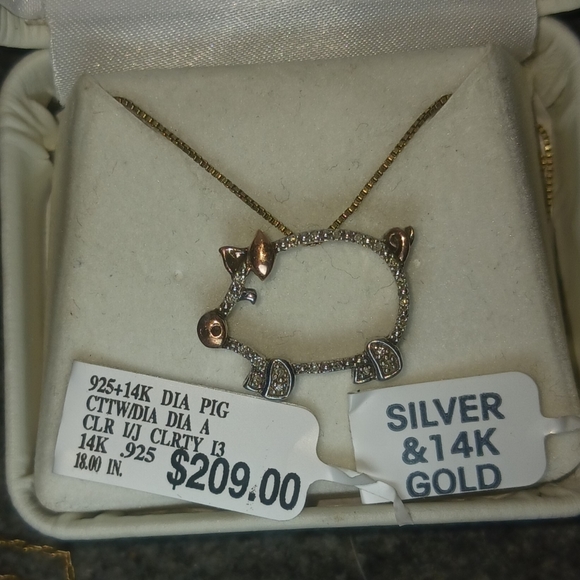 925+14K DIA PIG
CTTW/DIA DIA A
CLR I/J CLRTY I3
14K .925
18.00 IN.
$209.00
SILVER
&14K
GOLD